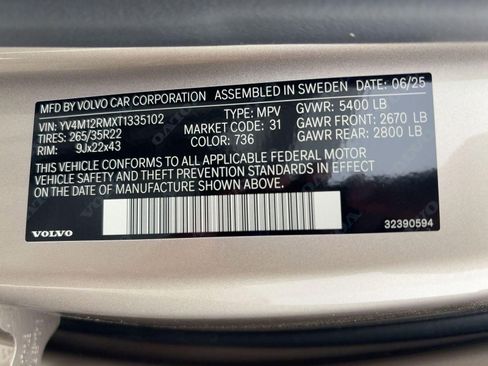 MFD BY VOLVO CAR CORPORATION ASSEMBLED IN SWEDEN DATE: 06/25
VIN: YV4M12RMXT1335102 TYPE: MPV GVWR: 5400 LB
TIRES: 265/35R22 MARKET CODE: 31 GAWR FRONT: 2670 LB
RIMS: 9Jx22x43 COLOR: 736 GAWR REAR: 2800 LB
THIS VEHICLE CONFORMS TO ALL APPLICABLE FEDERAL MOTOR
VEHICLE SAFETY AND THEFT PREVENTION STANDARDS IN EFFECT
ON THE DATE OF MANUFACTURE SHOWN ABOVE.
VOLVO 32390594